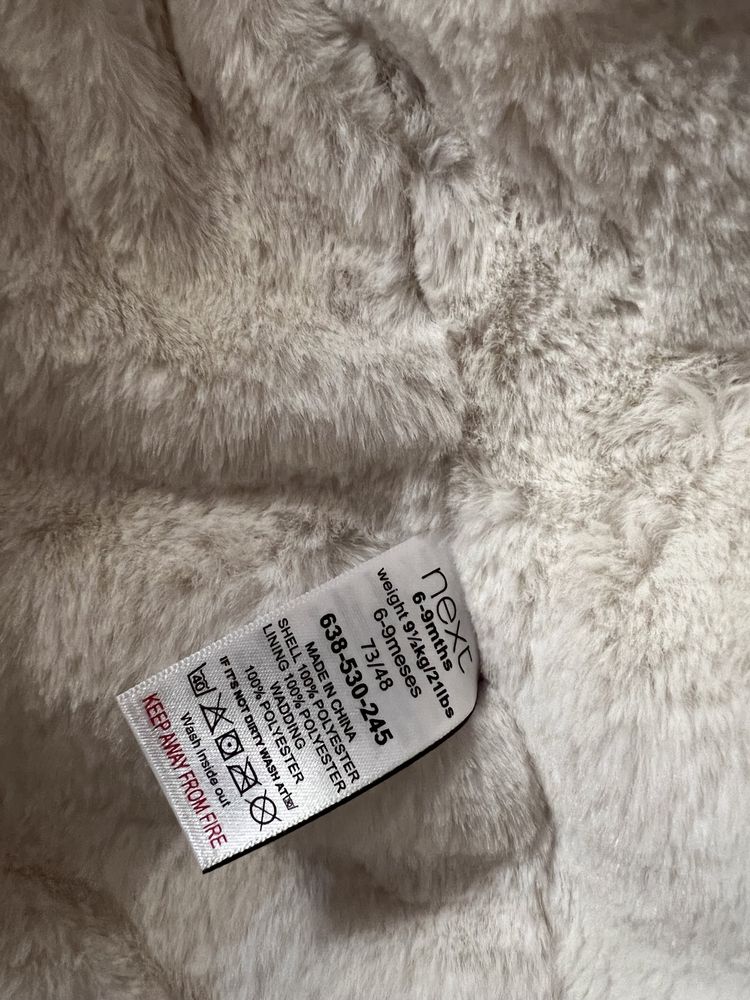 next
6-9mths
weight 9½kg/21lbs
6-9meses
73/48
638-530-245
MADE IN CHINA
SHELL 100% POLYESTER
LINING 100% POLYESTER
WADDING
100% POLYESTER
IF IT'S NOT DIRTY WASH AT 30
40
Wash inside out
KEEP AWAY FROM FIRE